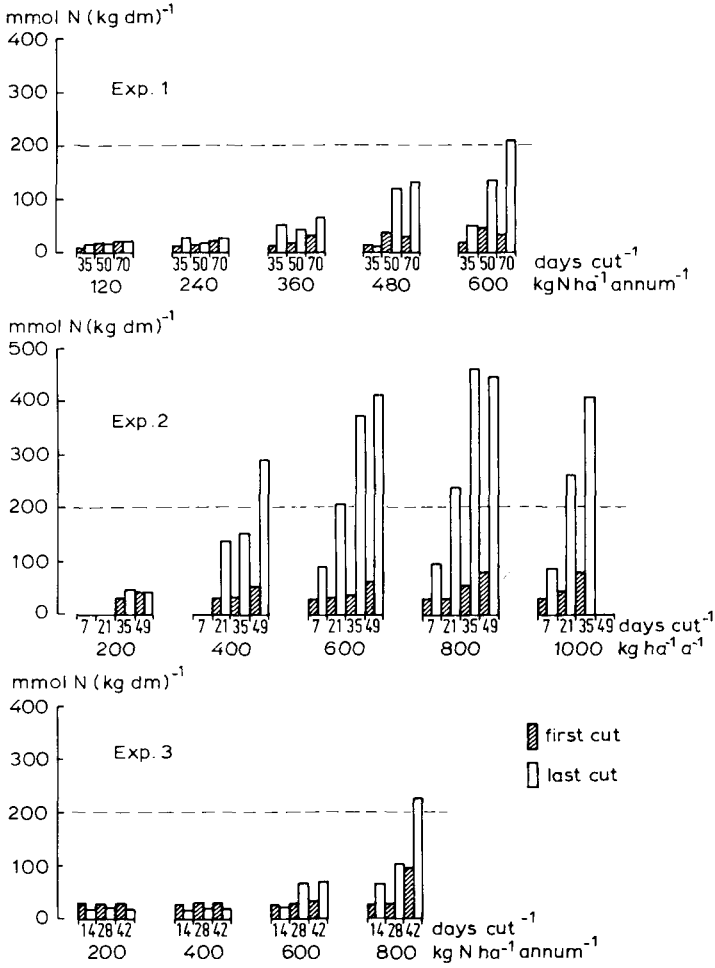 mmol N (kg dm)⁻¹
400
300
Exp. 1
200
100
0
35 50 70 35 50 70 35 50 70 35 50 70 35 50 70 days cut⁻¹
120 240 360 480 600 kg N ha⁻¹ annum⁻¹
mmol N (kg dm)⁻¹
500
400
Exp. 2
300
200
100
0
7 21 35 49 7 21 35 49 7 21 35 49 7 21 35 49 7 21 35 49 days cut⁻¹
200 400 600 800 1000 kg ha⁻¹ a⁻¹
mmol N (kg dm)⁻¹
400
first cut
Exp. 3
last cut
300
200
100
0
14 28 42 14 28 42 14 28 42 14 28 42 days cut⁻¹
200 400 600 800 kg N ha⁻¹ annum⁻¹